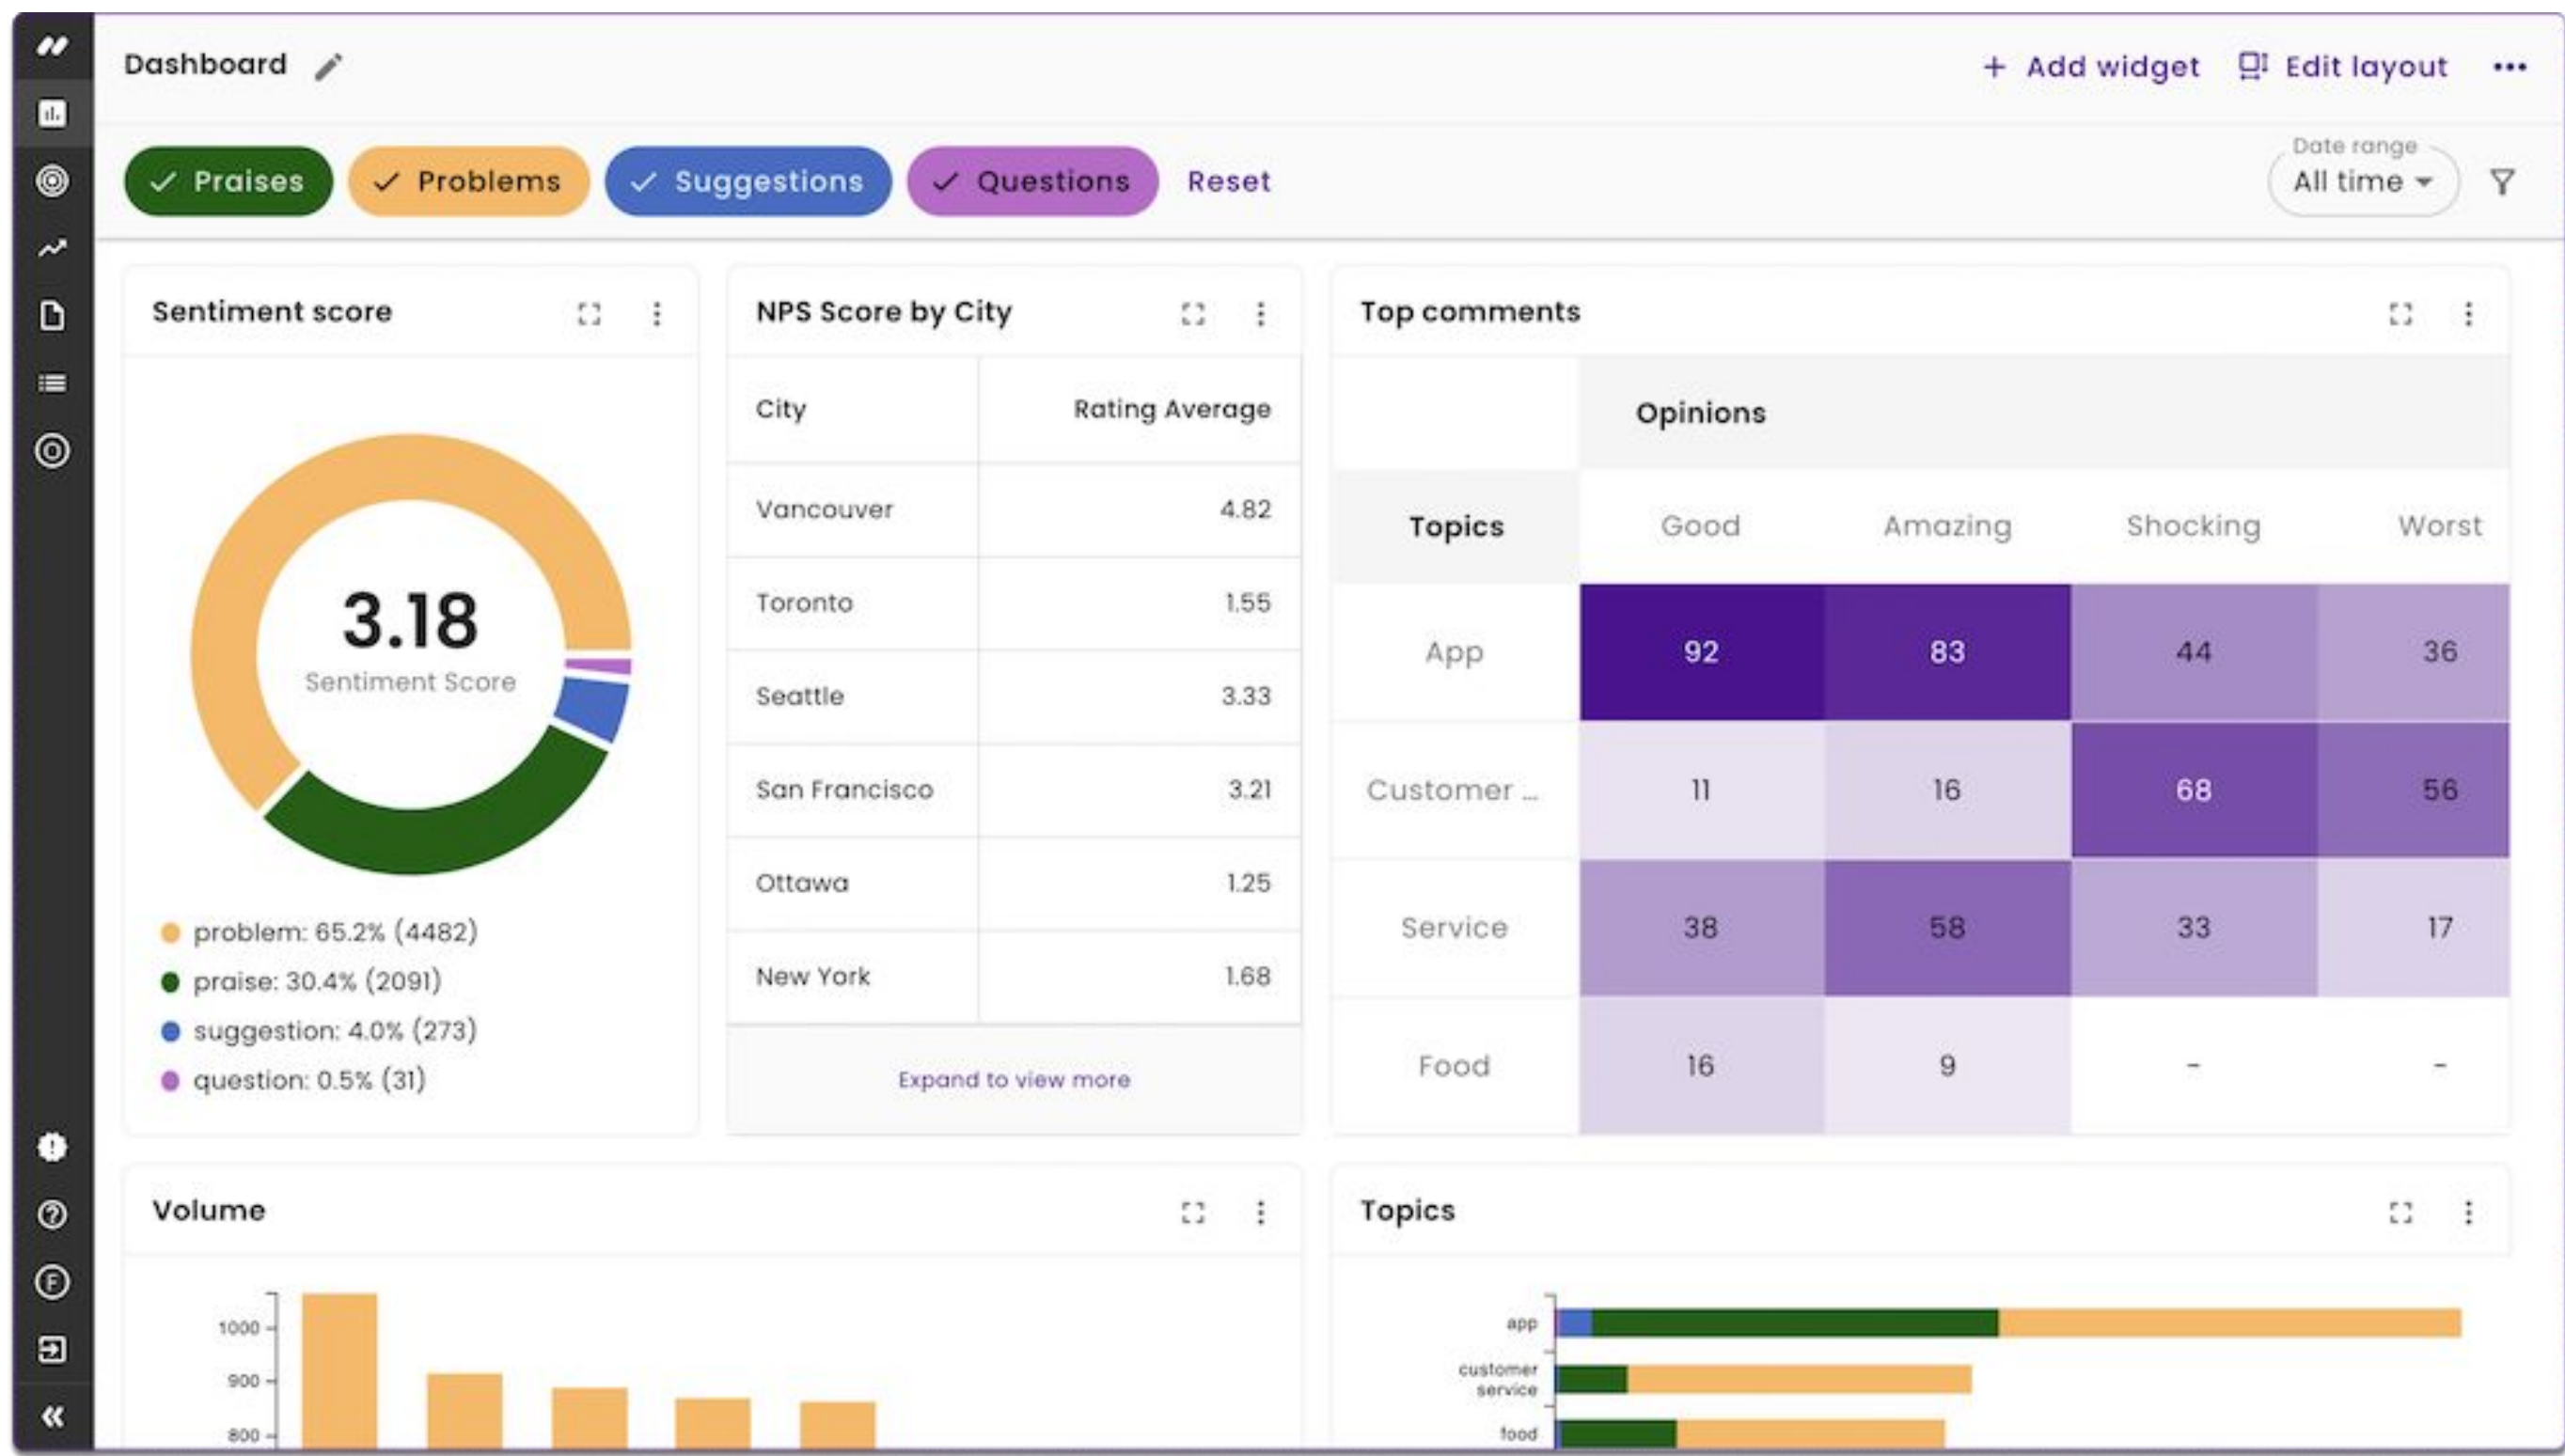 Dashboard
+ Add widget
Edit layout
Praises
Problems
Suggestions
Questions
Reset
Date range
All time
Sentiment score
3.18
Sentiment Score
problem: 65.2% (4482)
praise: 30.4% (2091)
suggestion: 4.0% (273)
question: 0.5% (31)
NPS Score by City
City Rating Average
Vancouver 4.82
Toronto 1.55
Seattle 3.33
San Francisco 3.21
Ottawa 1.25
New York 1.68
Expand to view more
Top comments
Opinions
Topics Good Amazing Shocking Worst
App 92 83 44 36
Customer ... 11 16 68 56
Service 38 58 33 17
Food 16 9 - -
Volume
1000
900
800
Topics
app
customer
service
food
F